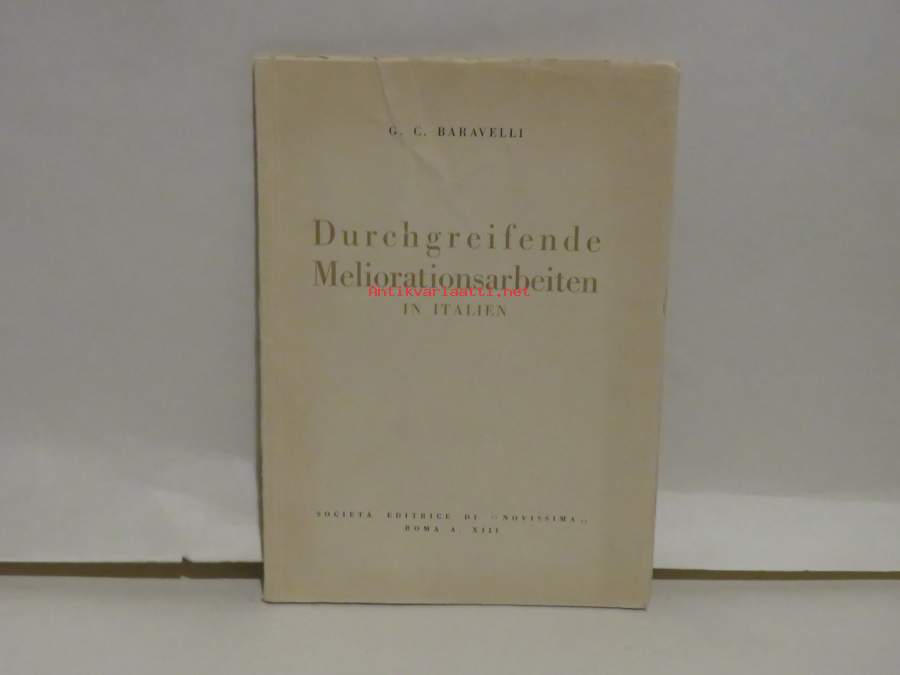 G. C. BARAVELLI
Durchgreifende
Meliorationsarbeiten
Antikvariaatti.net
IN ITALIEN
SOCIETÀ EDITRICE DI "NOVISSIMA„
ROMA A. XIII